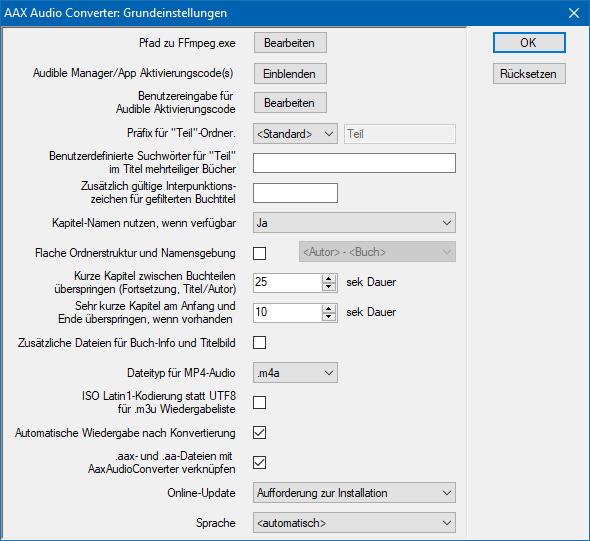 AAX Audio Converter: Grundeinstellungen
Pfad zu FFmpeg.exe
Bearbeiten
OK
Audible Manager/App Aktivierungscode(s)
Einblenden
Rücksetzen
Benutzereingabe für
Audible Aktivierungscode
Bearbeiten
Präfix für "Teil"-Ordner.
<Standard>
Teil
Benutzerdefinierte Suchwörter für "Teil"
im Titel mehrteiliger Bücher
Zusätzlich gültige Interpunktions-
zeichen für gefilterten Buchtitel
Kapitel-Namen nutzen, wenn verfügbar
Ja
Flache Ordnerstruktur und Namensgebung
<Autor> - <Buch>
Kurze Kapitel zwischen Buchteilen
überspringen (Fortsetzung, Titel/Autor)
25
sek Dauer
Sehr kurze Kapitel am Anfang und
Ende überspringen, wenn vorhanden
10
sek Dauer
Zusätzliche Dateien für Buch-Info und Titelbild
Dateityp für MP4-Audio
.m4a
ISO Latin1-Kodierung statt UTF8
für .m3u Wiedergabeliste
Automatische Wiedergabe nach Konvertierung
.aax- und .aa-Dateien mit
AaxAudioConverter verknüpfen
Online-Update
Aufforderung zur Installation
Sprache
<automatisch>